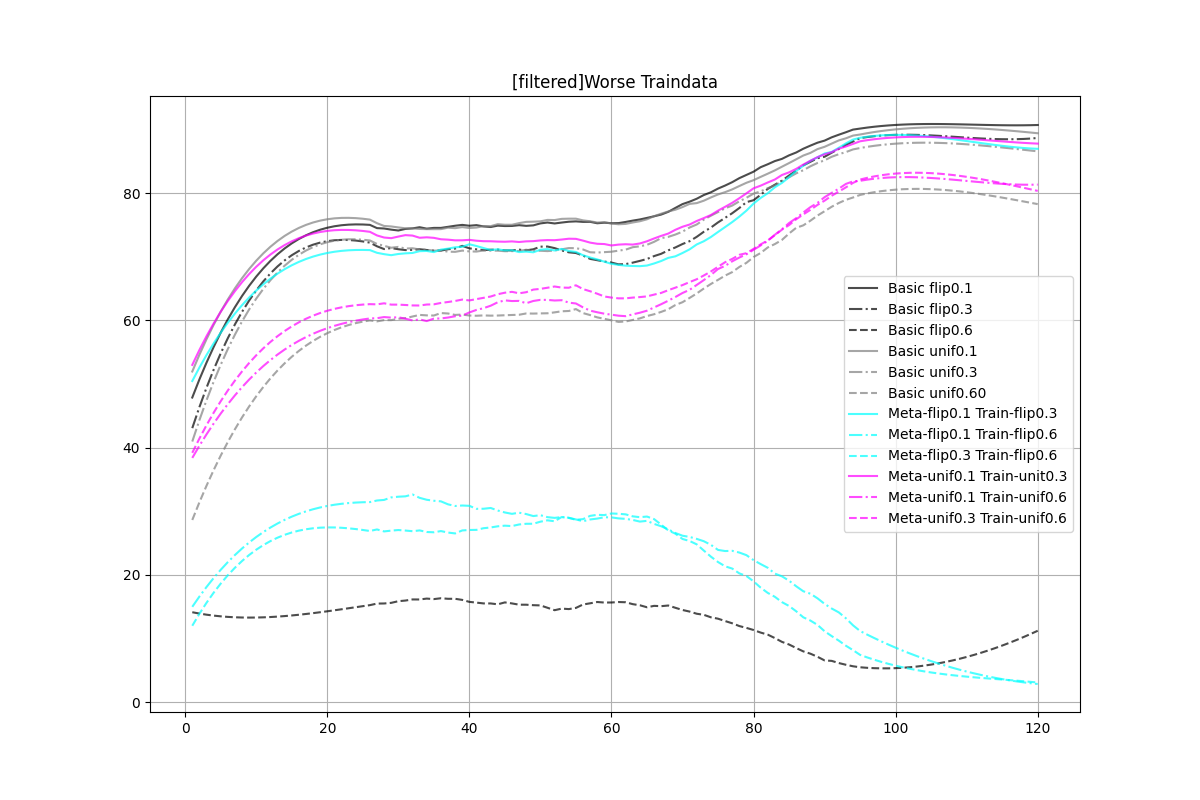 [filtered]Worse Traindata
80
60
40
20
0
Basic flip0.1
Basic flip0.3
Basic flip0.6
Basic unif0.1
Basic unif0.3
Basic unif0.60
Meta-flip0.1 Train-flip0.3
Meta-flip0.1 Train-flip0.6
Meta-flip0.3 Train-flip0.6
Meta-unif0.1 Train-unit0.3
Meta-unif0.1 Train-unif0.6
Meta-unif0.3 Train-unif0.6
0 20 40 60 80 100 120